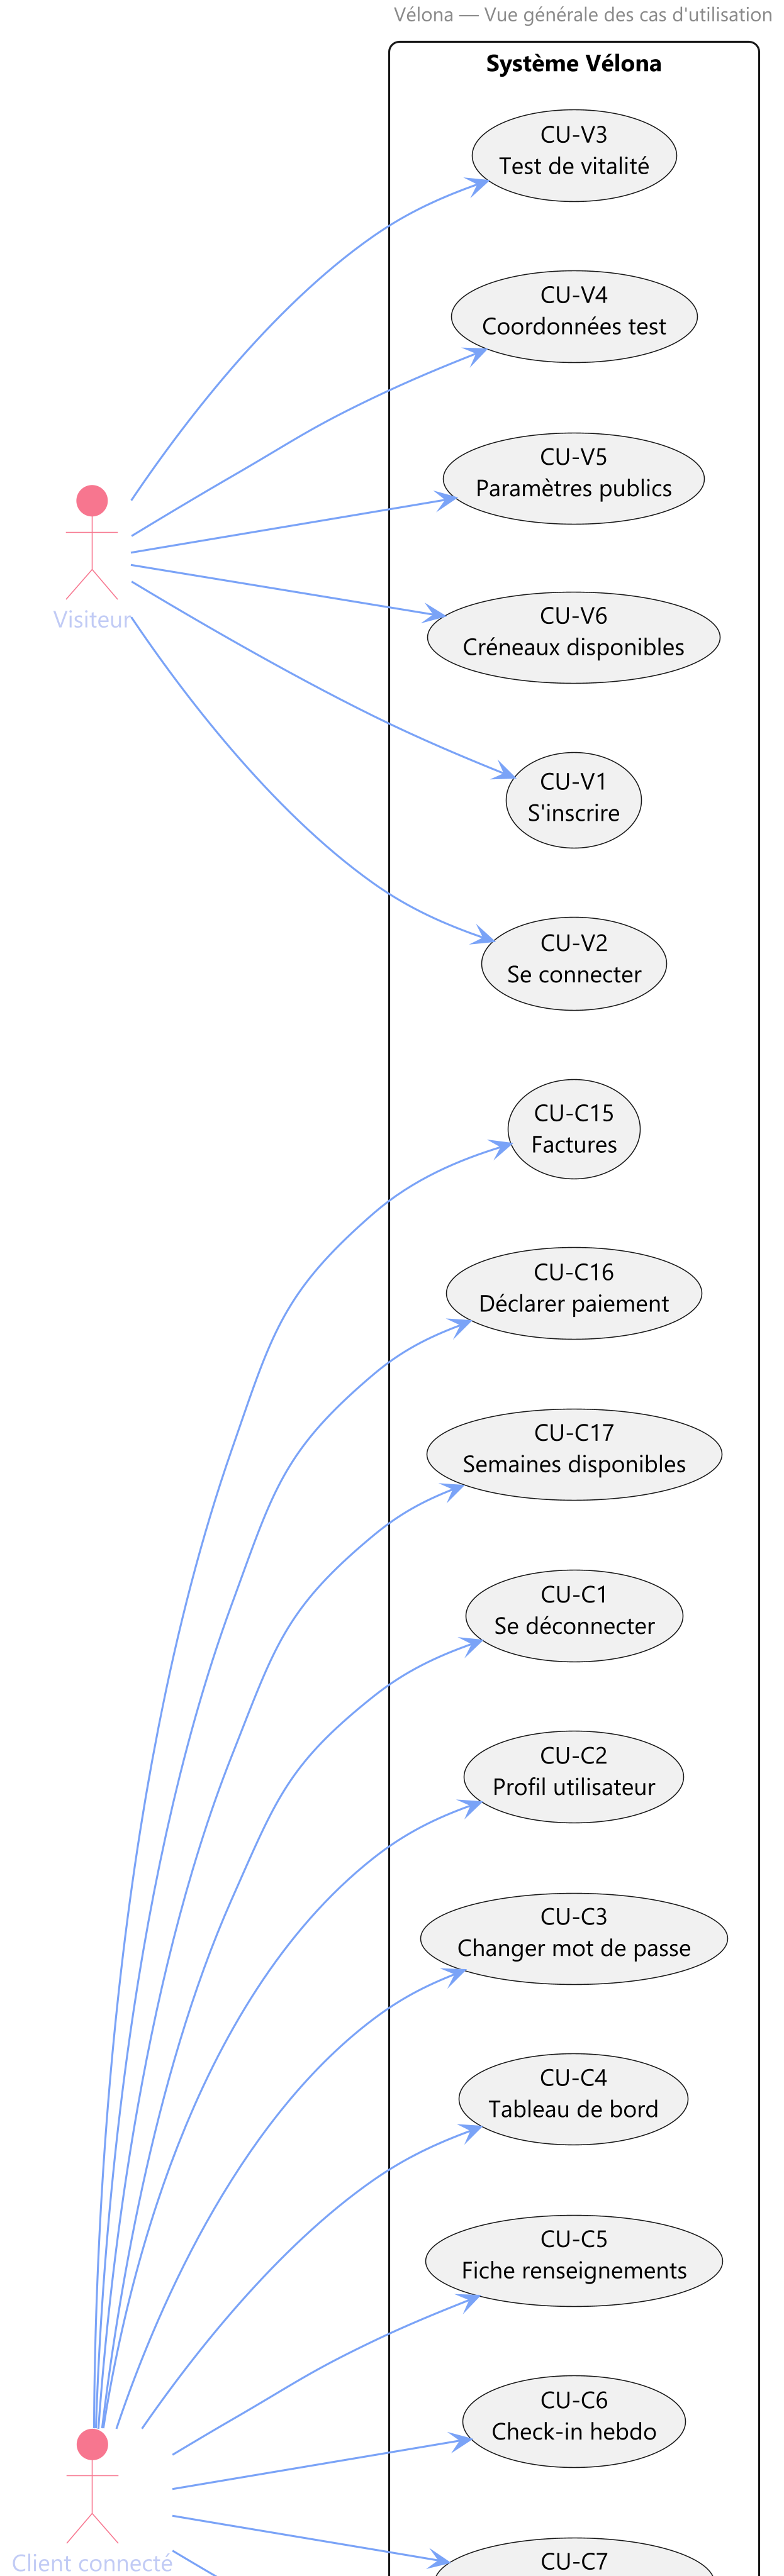 Vélona — Vue générale des cas d'utilisation
Système Vélona
CU-V3
Test de vitalité
CU-V4
Coordonnées test
CU-V5
Paramètres publics
Visiteur
CU-V6
Créneaux disponibles
CU-V1
S'inscrire
CU-V2
Se connecter
CU-C15
Factures
CU-C16
Déclarer paiement
CU-C17
Semaines disponibles
CU-C1
Se déconnecter
CU-C2
Profil utilisateur
CU-C3
Changer mot de passe
CU-C4
Tableau de bord
CU-C5
Fiche renseignements
CU-C6
Check-in hebdo
Client connecté
CU-C7